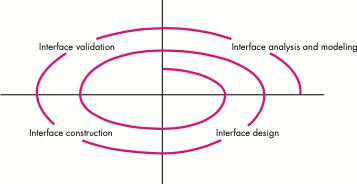 Interface validation
Interface analysis and modeling
Interface construction
Interface design